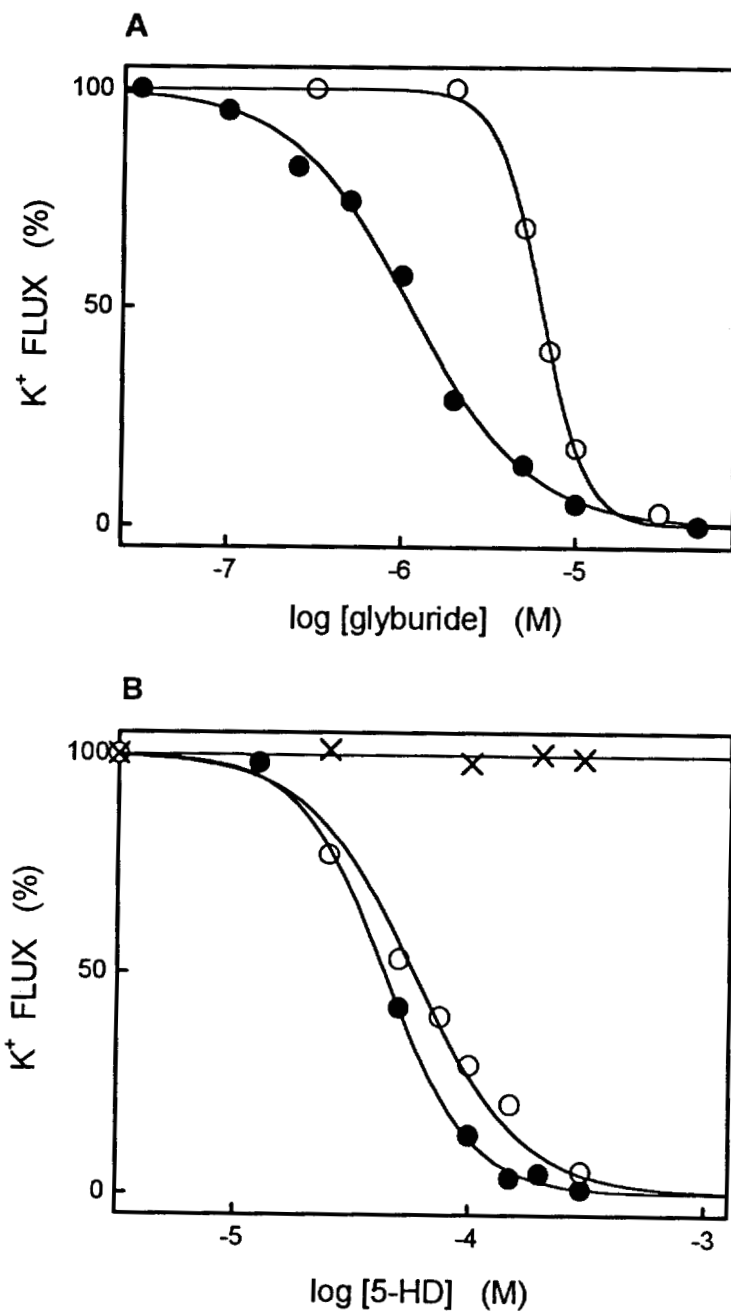 A
100
50
0
K⁺ FLUX (%)
-7 -6 -5
log [glyburide] (M)
B
100
50
0
K⁺ FLUX (%)
-5 -4 -3
log [5-HD] (M)